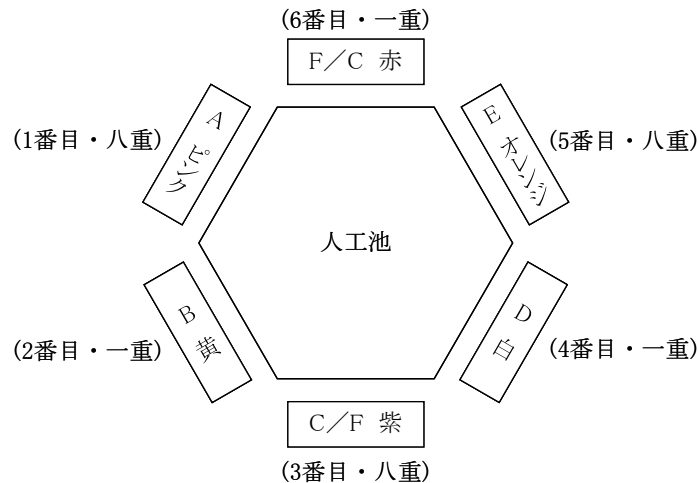 (6番目・一重)
F/C 赤
A ピンク
(1番目・八重)
E オレンジ
(5番目・八重)
人工池
B 黄
(2番目・一重)
D 白
(4番目・一重)
C/F 紫
(3番目・八重)